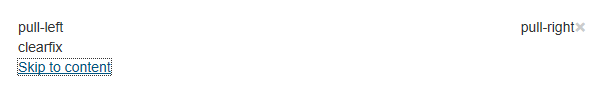 pull-left pull-right×
clearfix
Skip to content